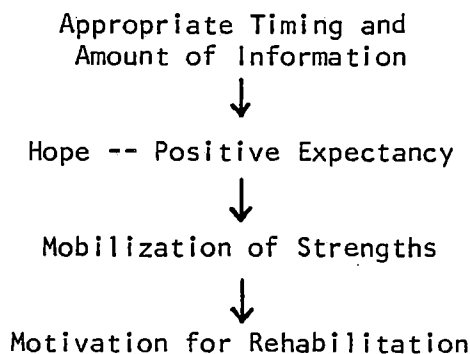 Appropriate Timing and
Amount of Information
Hope -- Positive Expectancy
Mobilization of Strengths
Motivation for Rehabilitation